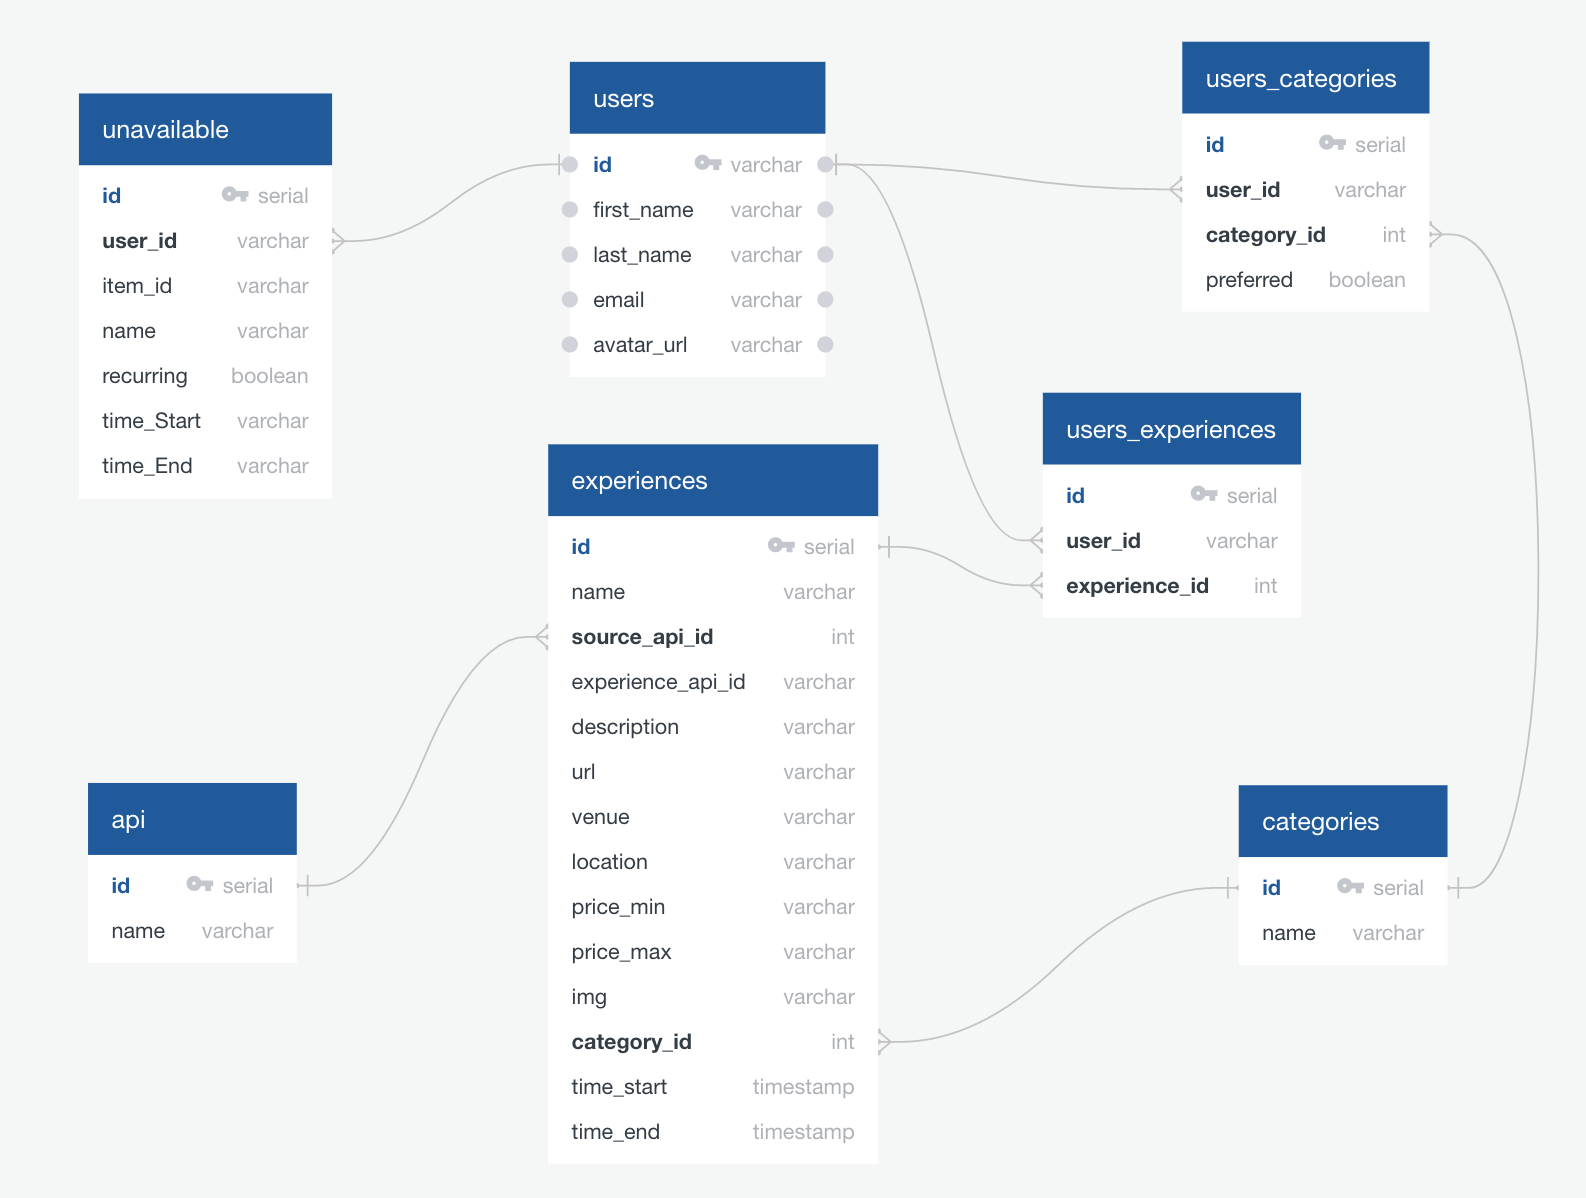 unavailable
id serial
user_id varchar
item_id varchar
name varchar
recurring boolean
time_Start varchar
time_End varchar
users
id varchar
first_name varchar
last_name varchar
email varchar
avatar_url varchar
users_categories
id serial
user_id varchar
category_id int
preferred boolean
users_experiences
id serial
user_id varchar
experience_id int
experiences
id serial
name varchar
source_api_id int
experience_api_id varchar
description varchar
url varchar
venue varchar
location varchar
price_min varchar
price_max varchar
img varchar
category_id int
time_start timestamp
time_end timestamp
api
id serial
name varchar
categories
id serial
name varchar